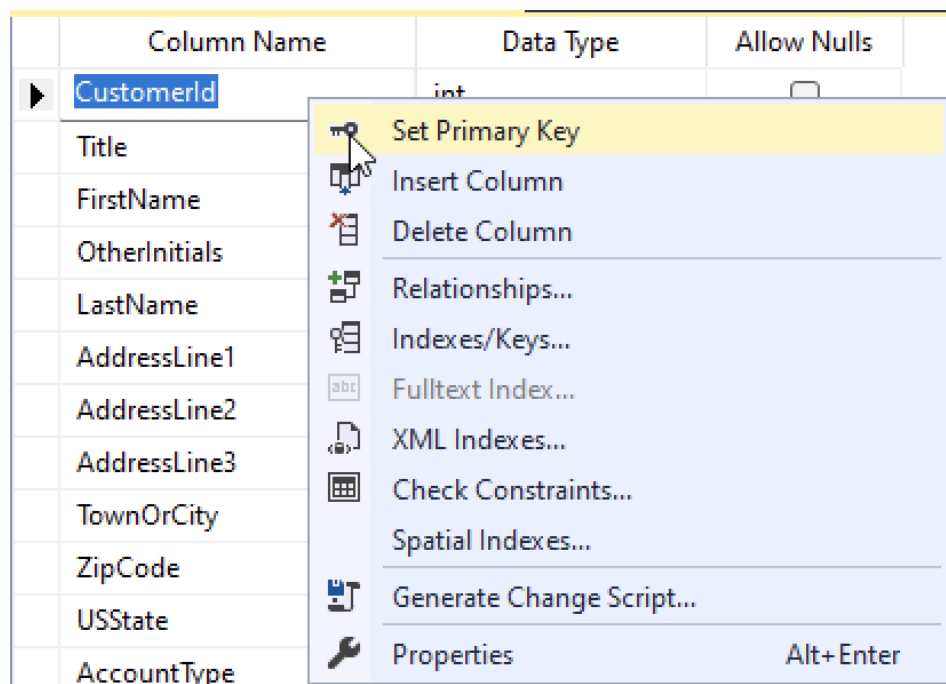 Column Name Data Type Allow Nulls
CustomerId int
Set Primary Key
Title
Insert Column
FirstName
Delete Column
OtherInitials
Relationships...
LastName
Indexes/Keys...
AddressLine1
abc Fulltext Index...
AddressLine2
XML Indexes...
AddressLine3
Check Constraints...
TownOrCity
Spatial Indexes...
ZipCode
Generate Change Script...
USState
Properties Alt+Enter
AccountType